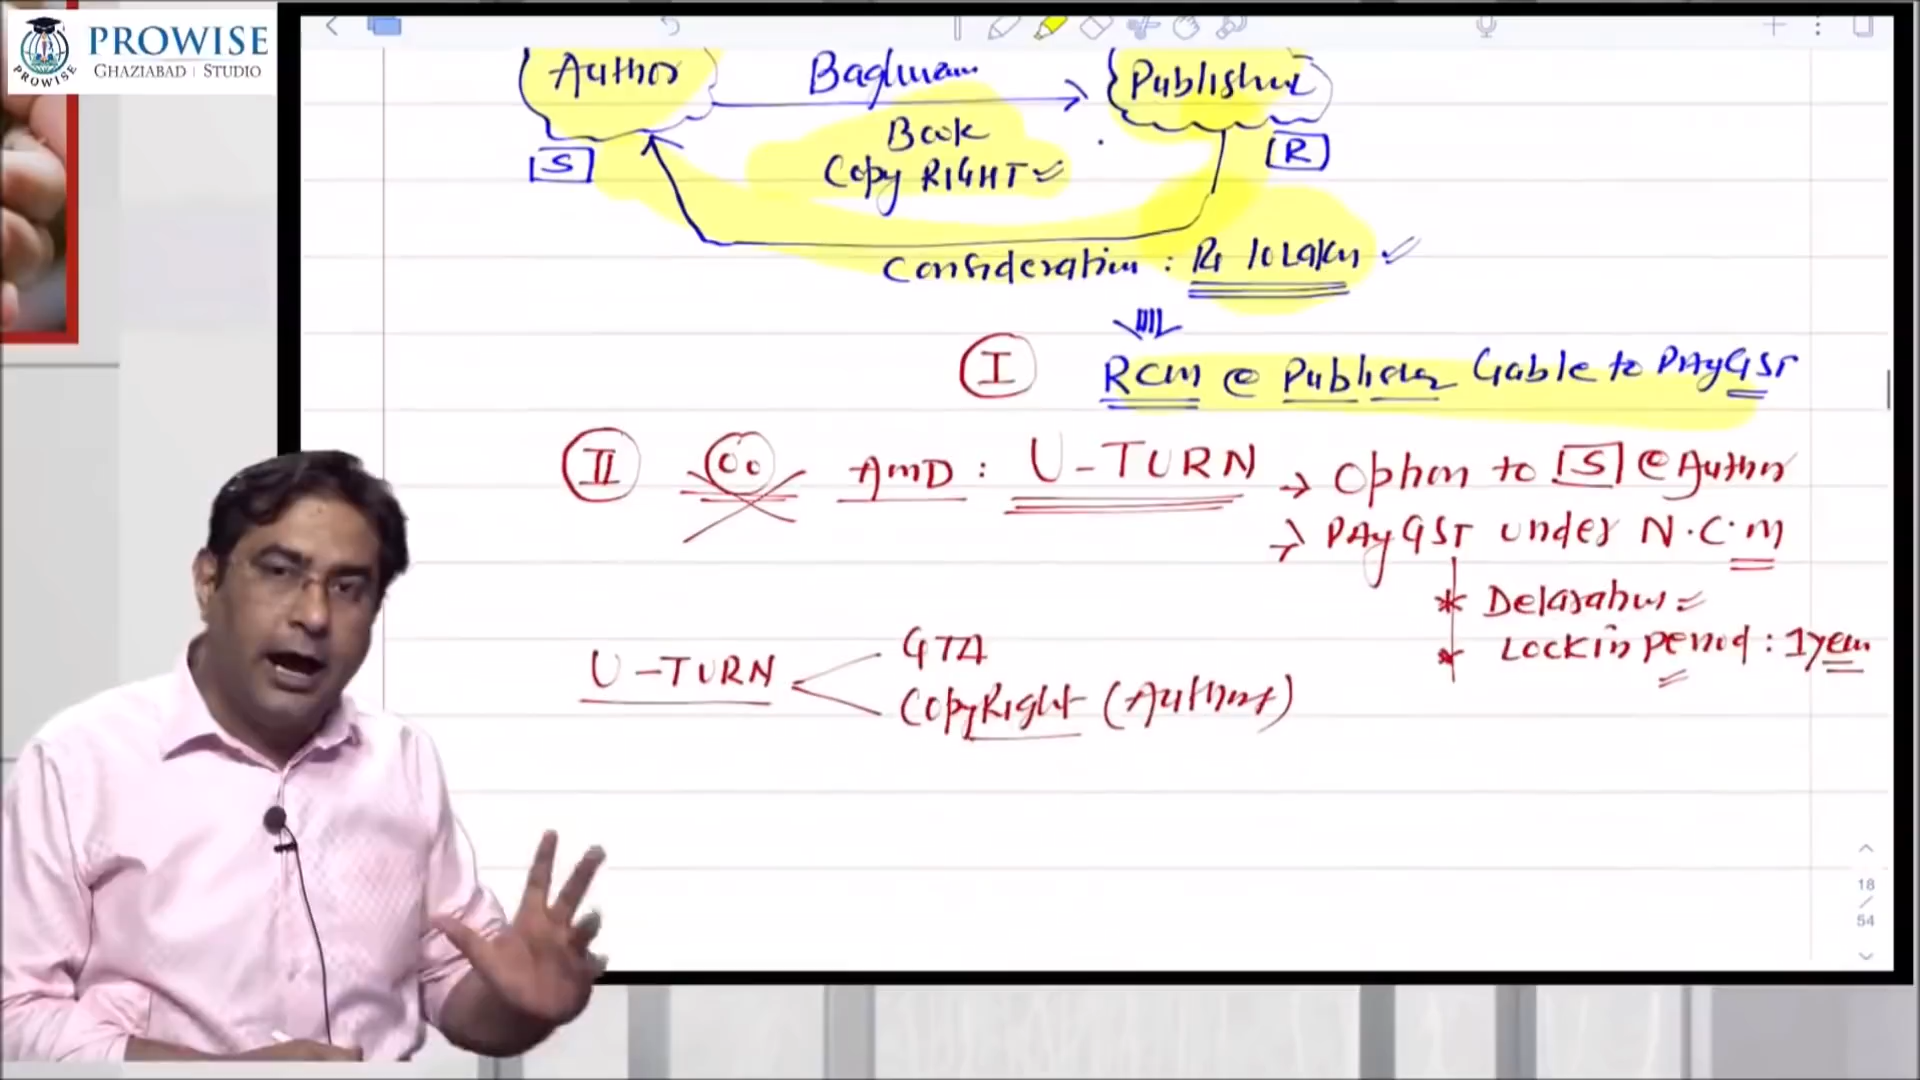 PROWISE
GHAZIABAD | STUDIO
PROWISE
Author
Publisher
Book
S
R
Copy RIGHT
Consideration : Rs 10 Lakh
I
RCM @ Publisher Liable to PAY GST
II
AMD : U-TURN → Option to S @ Author
→ PAY GST under N.C.M
* Declaration
U-TURN
GTA
* Lock in period : 1 year
CopyRight (Author)
18
/
54